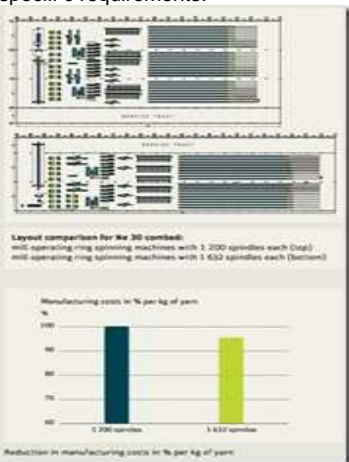 specific requirements.
SERVICE TRACT
SERVICE TRACT
Layout comparison for Ne 30 combed:
mill operating ring spinning machines with 1 200 spindles each (top)
mill operating ring spinning machines with 1 632 spindles each (bottom)
Manufacturing costs in % per kg of yarn
%
100
90
80
70
60
1 200 spindles
1 632 spindles
Reduction in manufacturing costs in % per kg of yarn